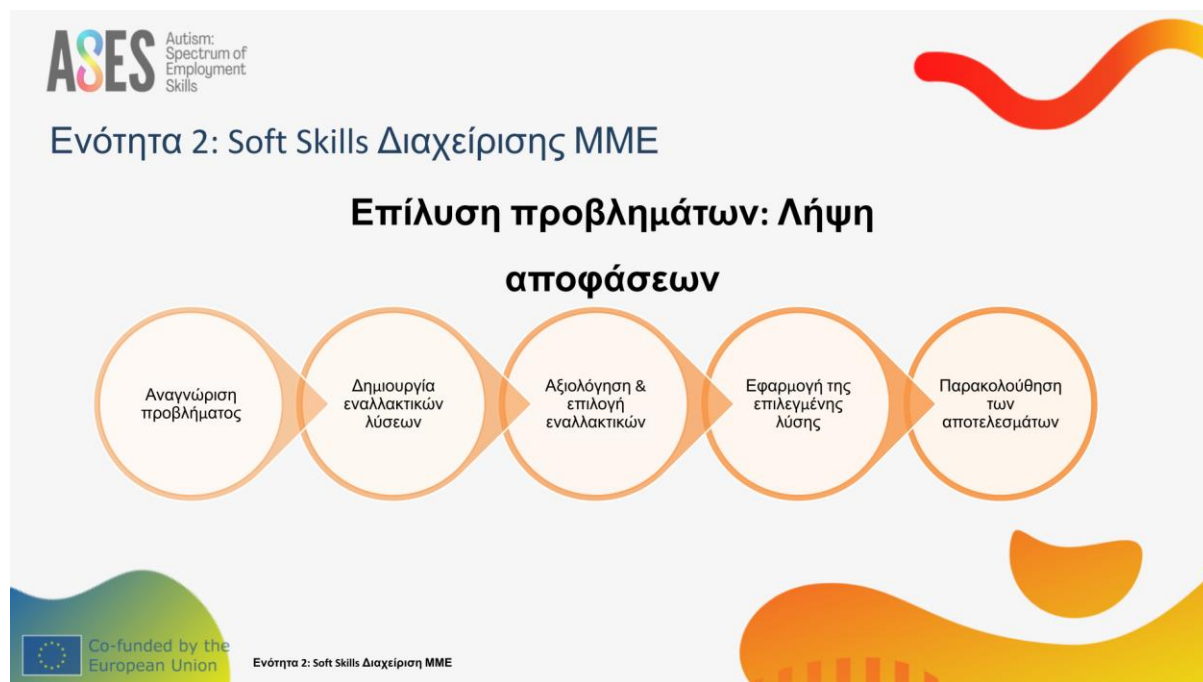 ASES
Autism:
Spectrum of
Employment
Skills
Ενότητα 2: Soft Skills Διαχείρισης ΜΜΕ
Επίλυση προβλημάτων: Λήψη
αποφάσεων
Αναγνώριση
προβλήματος
Δημιουργία
εναλλακτικών
λύσεων
Αξιολόγηση &
επιλογή
εναλλακτικών
Εφαρμογή της
επιλεγμένης
λύσης
Παρακολούθηση
των
αποτελεσμάτων
Co-funded by the
European Union
Ενότητα 2: Soft Skills Διαχείριση ΜΜΕ